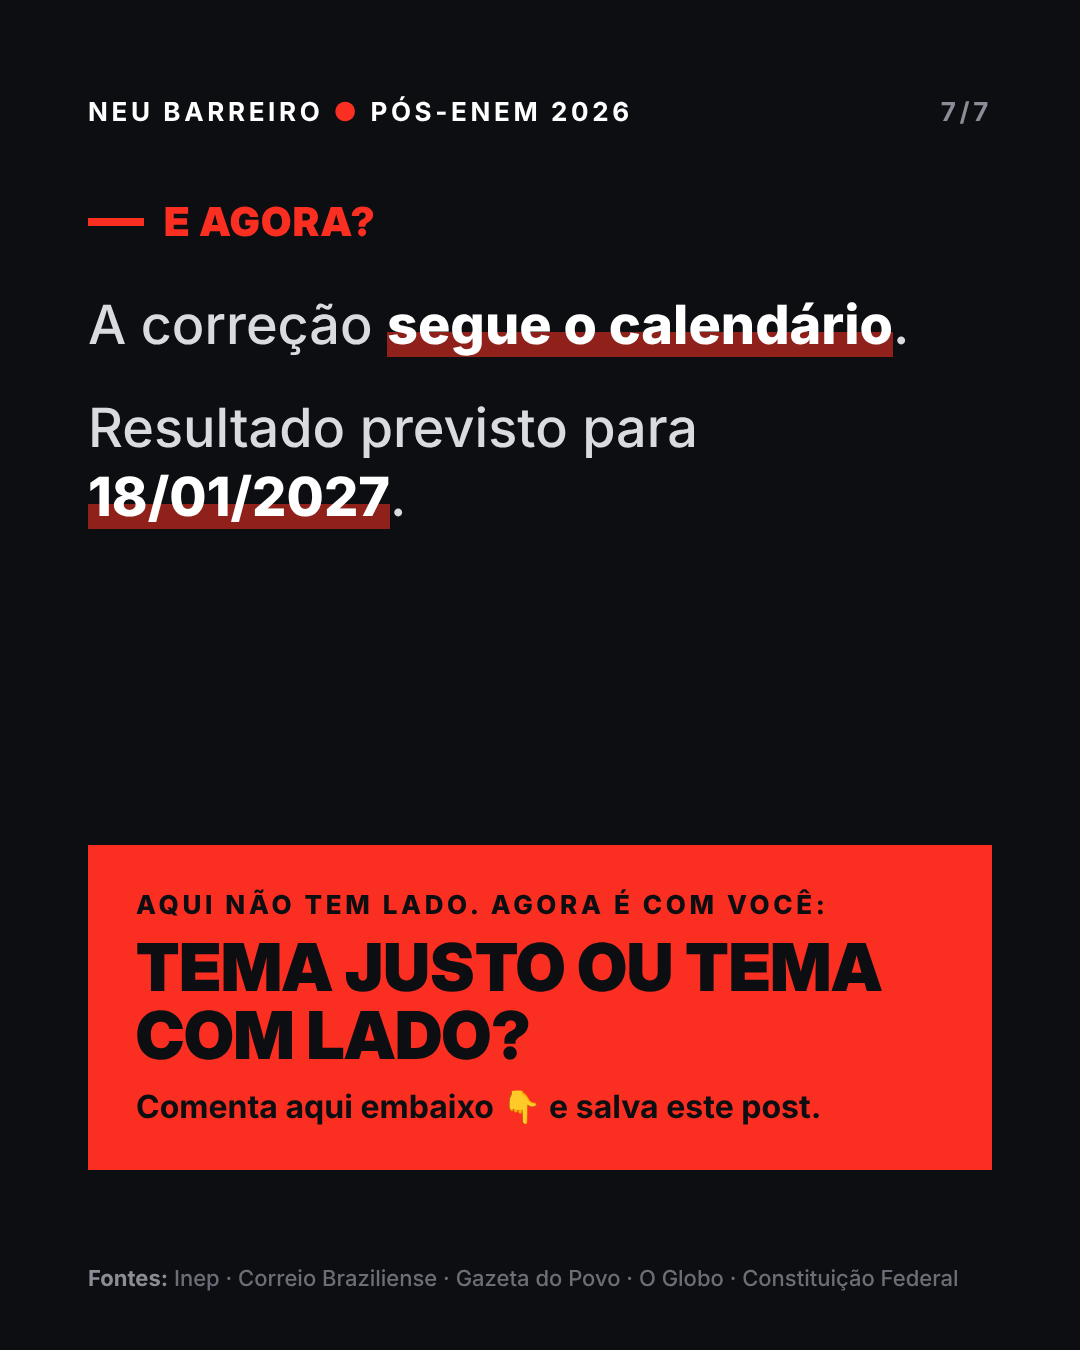 NEU BARREIRO ● PÓS-ENEM 2026 7/7
E AGORA?
A correção segue o calendário.
Resultado previsto para
18/01/2027.
AQUI NÃO TEM LADO. AGORA É COM VOCÊ:
TEMA JUSTO OU TEMA
COM LADO?
Comenta aqui embaixo 👇 e salva este post.
Fontes: Inep · Correio Braziliense · Gazeta do Povo · O Globo · Constituição Federal